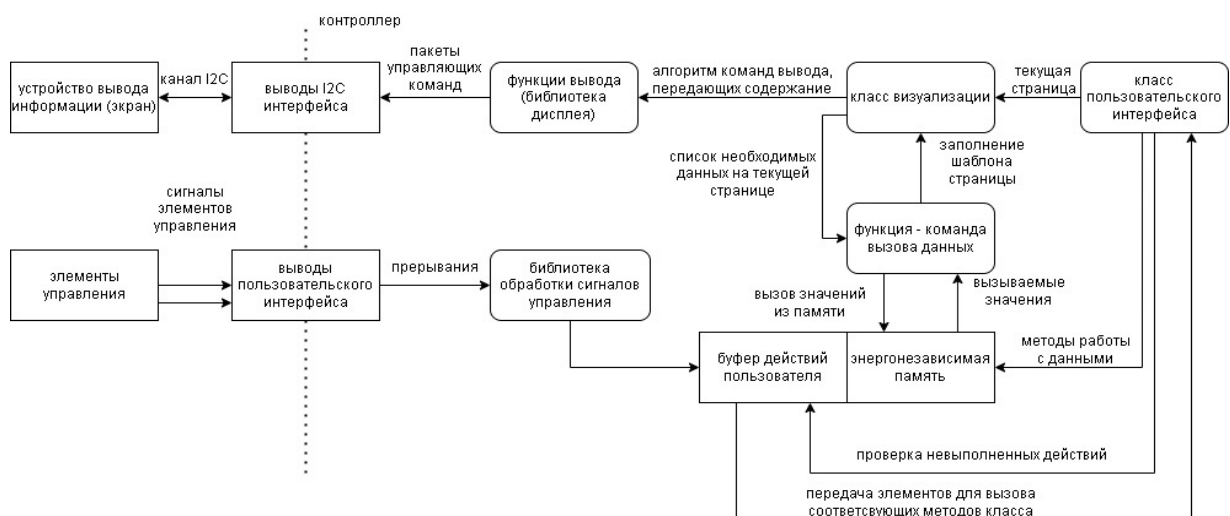 контроллер
устройство вывода
информации (экран)
канал I2C
выводы I2C
интерфейса
пакеты
управляющих
команд
функции вывода
(библиотека
дисплея)
алгоритм команд вывода,
передающих содержание
класс визуализации
текущая
страница
класс
пользовательского
интерфейса
список необходимых
данных на текущей
странице
заполнение
шаблона
страницы
сигналы
элементов
управления
функция - команда
вызова данных
элементы
управления
выводы
пользовательского
интерфейса
прерывания
библиотека
обработки сигналов
управления
вызов значений
из памяти
вызываемые
значения
буфер действий
пользователя
энергонезависимая
память
методы работы
с данными
проверка невыполненных действий
передача элементов для вызова
соответсвующих методов класса